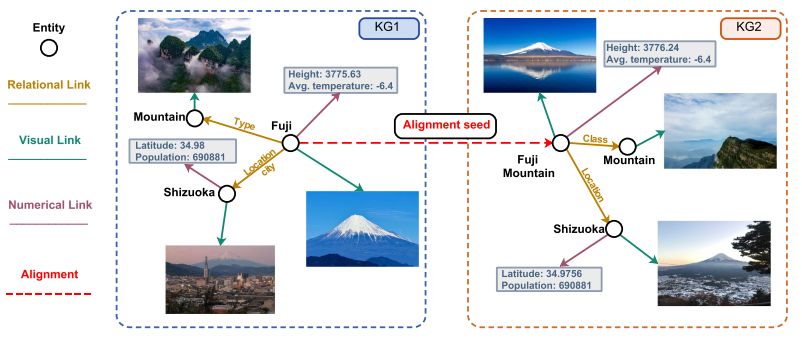 Entity
Relational Link
Visual Link
Numerical Link
Alignment
KG1
Height: 3775.63
Avg. temperature: -6.4
Mountain
Type
Fuji
Latitude: 34.98
Population: 690881
Location
city
Shizuoka
Alignment seed
KG2
Height: 3776.24
Avg. temperature: -6.4
Fuji
Mountain
Class
Mountain
Location
Shizuoka
Latitude: 34.9756
Population: 690881